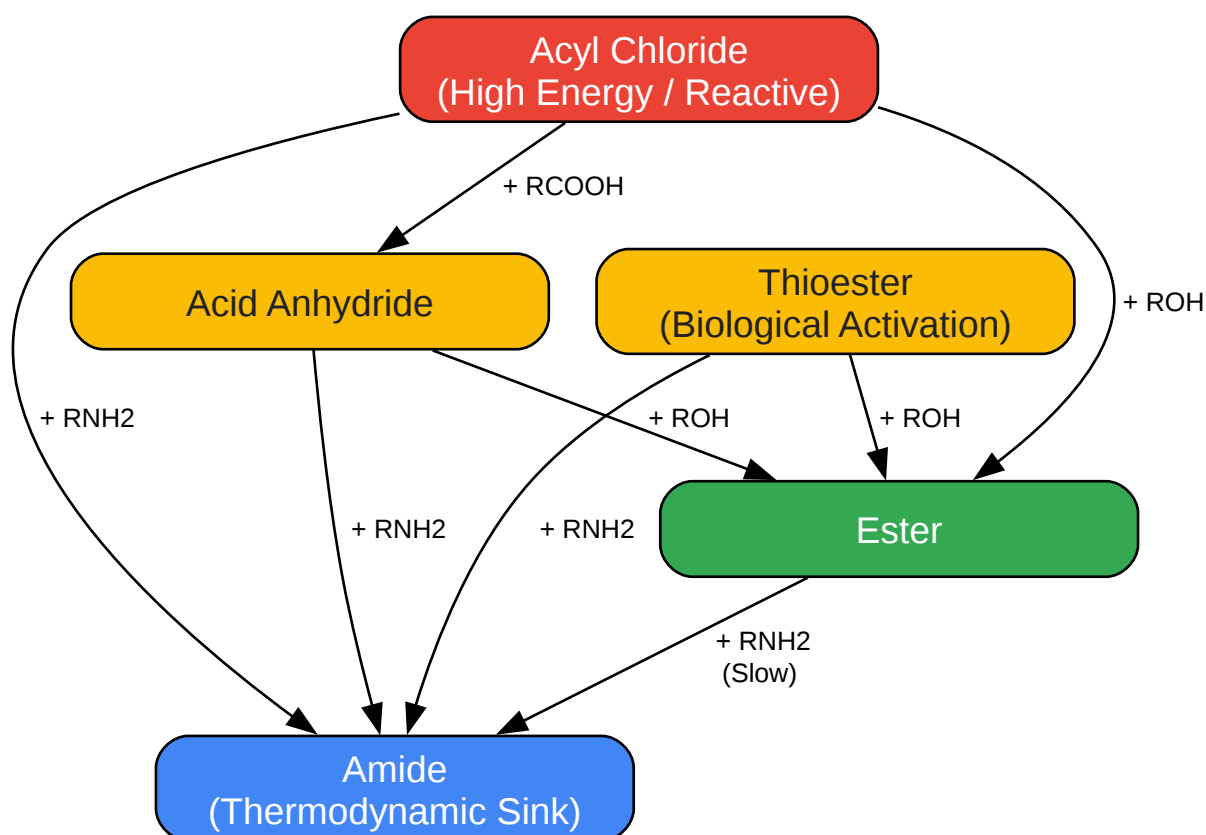 Acyl Chloride
(High Energy / Reactive)
+ RCOOH
Acid Anhydride
Thioester
(Biological Activation)
+ ROH
+ RNH2
+ ROH
+ ROH
Ester
+ RNH2
+ RNH2
+ RNH2
(Slow)
Amide
(Thermodynamic Sink)